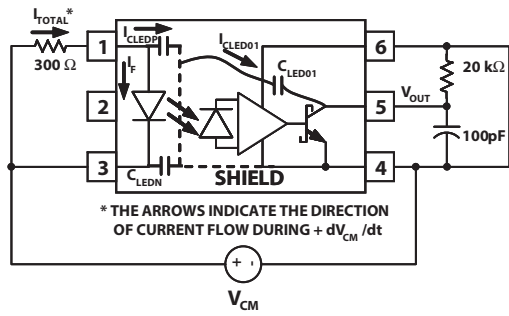 I_TOTAL*
300 Ω
1
I_CLEDP
I_CLED01
6
I_F
C_LED01
20 kΩ
2
5
V_OUT
100pF
3
C_LEDN
SHIELD
4
* THE ARROWS INDICATE THE DIRECTION
OF CURRENT FLOW DURING + dV_CM /dt
+ -
V_CM